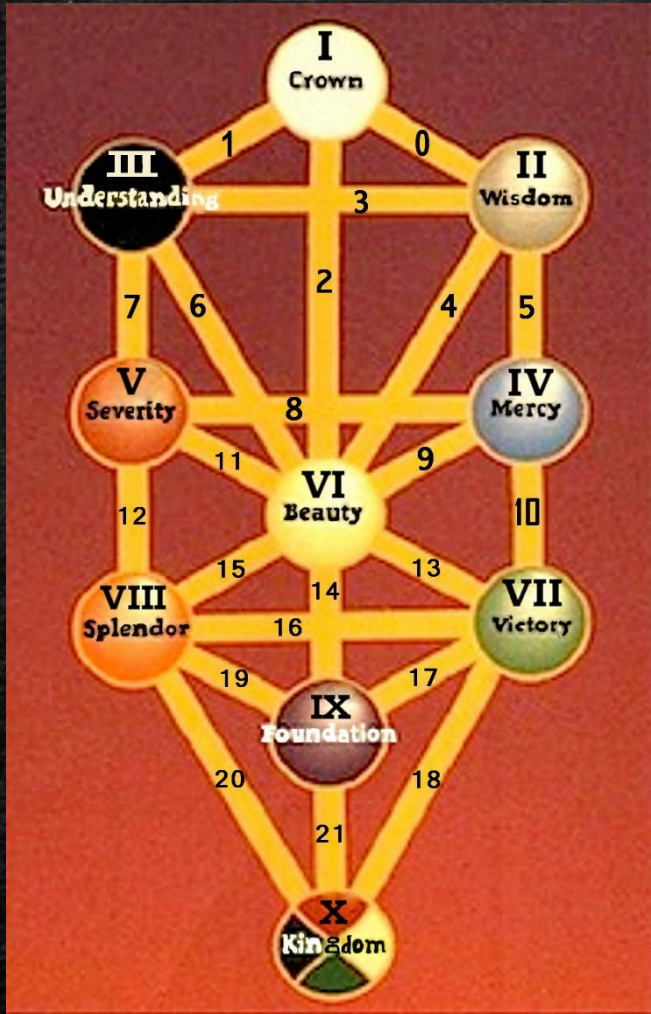 I
Crown
1
0
III
Understanding
II
Wisdom
3
2
7
6
4
5
V
Severity
8
IV
Mercy
11
9
VI
Beauty
12
10
15
14
13
VIII
Splendor
16
VII
Victory
19
17
IX
Foundation
20
18
21
X
Kingdom